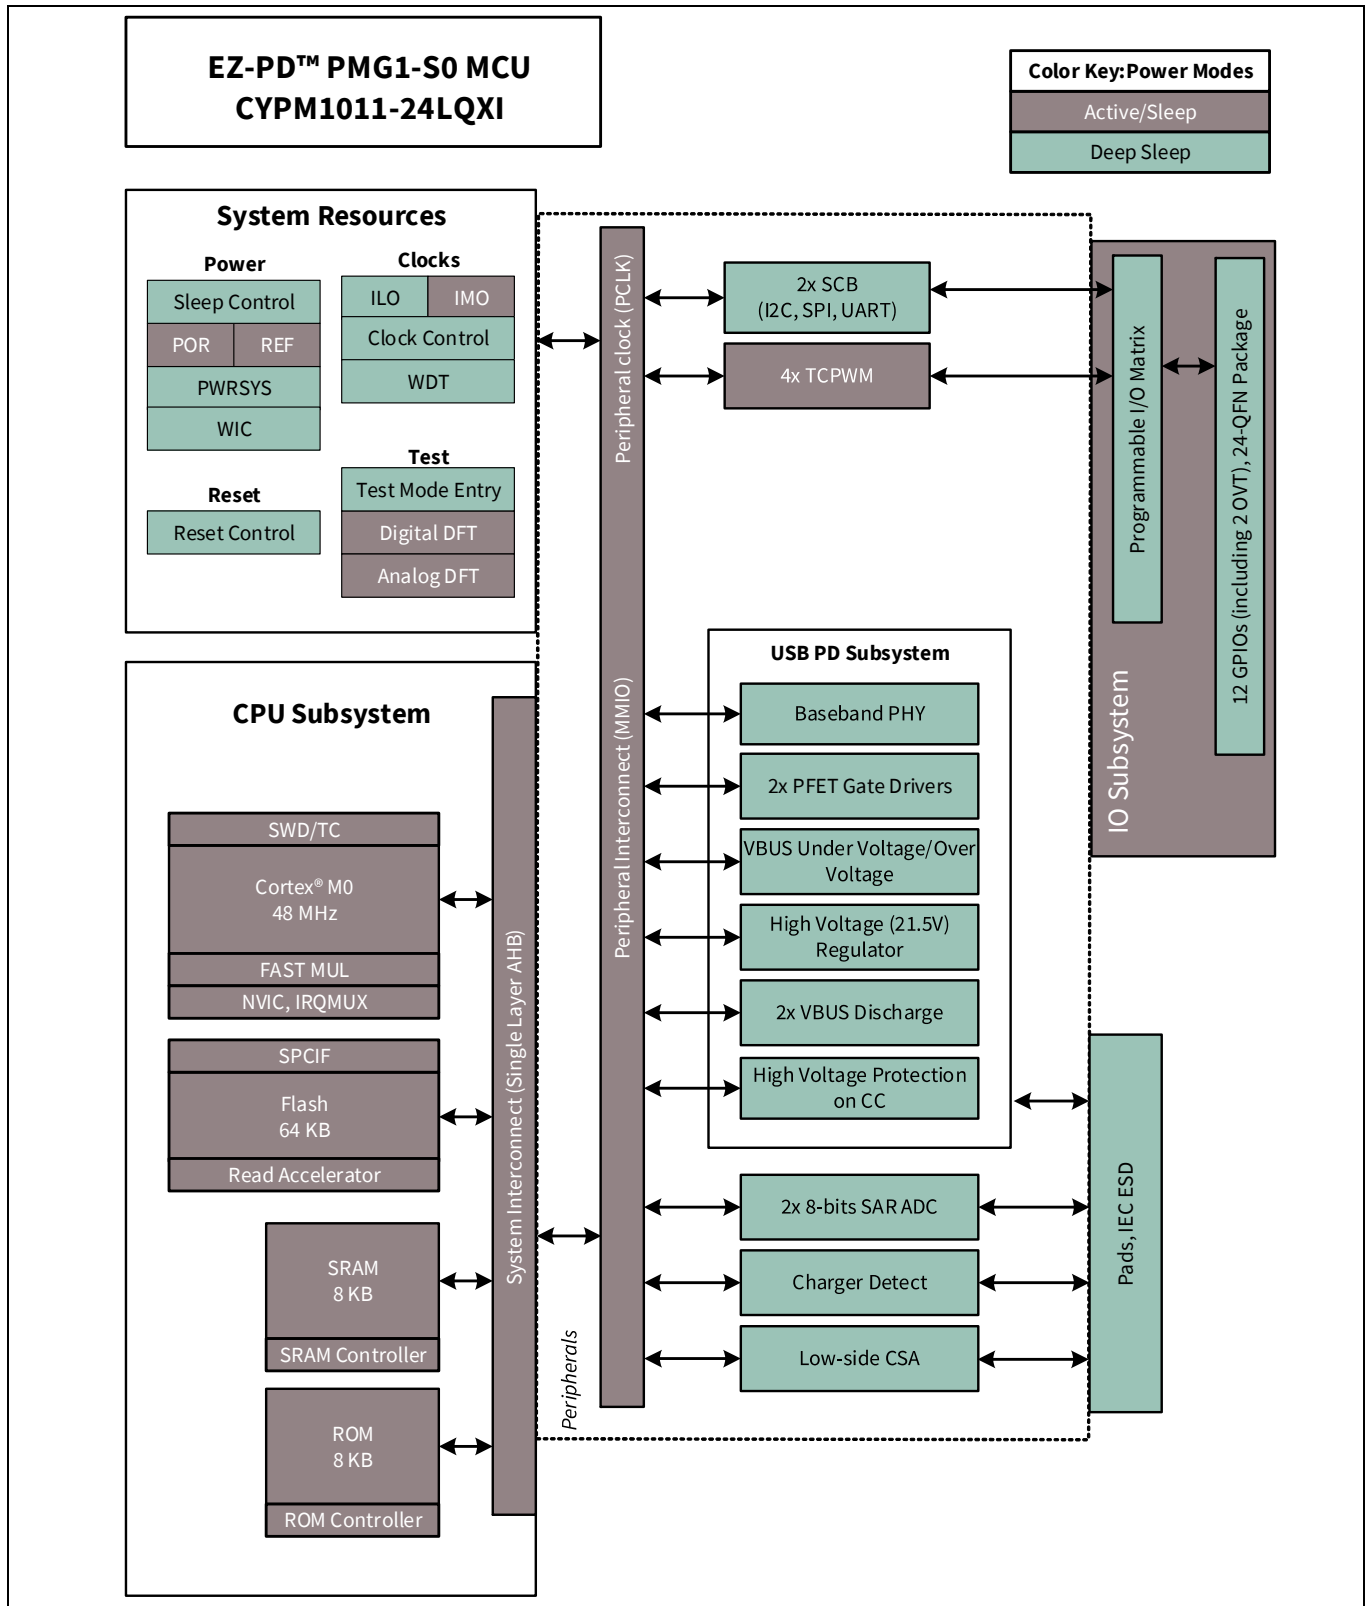 EZ-PD™ PMG1-S0 MCU
CYPM1011-24LQXI
Color Key:Power Modes
Active/Sleep
Deep Sleep
System Resources
Power
Sleep Control
POR
REF
PWRSYS
WIC
Clocks
ILO
IMO
Clock Control
WDT
Reset
Reset Control
Test
Test Mode Entry
Digital DFT
Analog DFT
CPU Subsystem
SWD/TC
Cortex® M0
48 MHz
FAST MUL
NVIC, IRQMUX
SPCIF
Flash
64 KB
Read Accelerator
SRAM
8 KB
SRAM Controller
ROM
8 KB
ROM Controller
System Interconnect (Single Layer AHB)
Peripherals
Peripheral clock (PCLK)
Peripheral Interconnect (MMIO)
2x SCB
(I2C, SPI, UART)
4x TCPWM
USB PD Subsystem
Baseband PHY
2x PFET Gate Drivers
VBUS Under Voltage/Over
Voltage
High Voltage (21.5V)
Regulator
2x VBUS Discharge
High Voltage Protection
on CC
2x 8-bits SAR ADC
Charger Detect
Low-side CSA
IO Subsystem
Programmable I/O Matrix
12 GPIOs (including 2 OVT), 24-QFN Package
Pads, IEC ESD